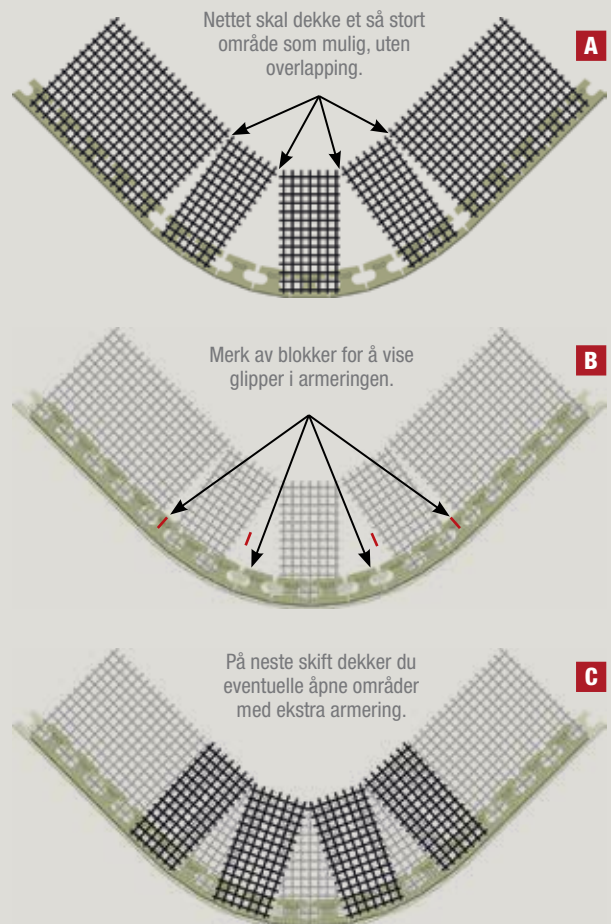 Nettet skal dekke et så stort
område som mulig, uten
overlapping.
A
Merk av blokker for å vise
glipper i armeringen.
B
På neste skift dekker du
eventuelle åpne områder
med ekstra armering.
C